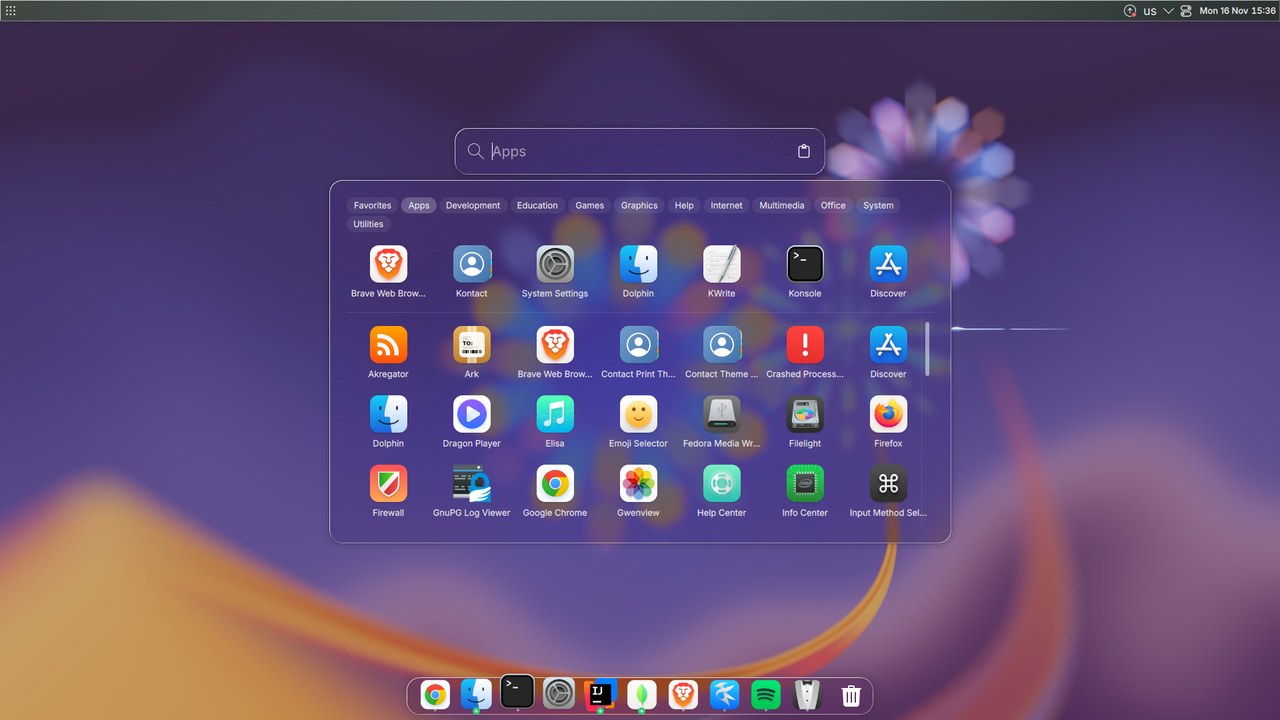 us Mon 16 Nov 15:36
Apps
Favorites Apps Development Education Games Graphics Help Internet Multimedia Office System
Utilities
Brave Web Brow... Kontact System Settings Dolphin KWrite Konsole Discover
Akregator Ark Brave Web Brow... Contact Print Th... Contact Theme ... Crashed Process... Discover
Dolphin Dragon Player Elisa Emoji Selector Fedora Media Wr... Filelight Firefox
Firewall GnuPG Log Viewer Google Chrome Gwenview Help Center Info Center Input Method Sel...
IJ